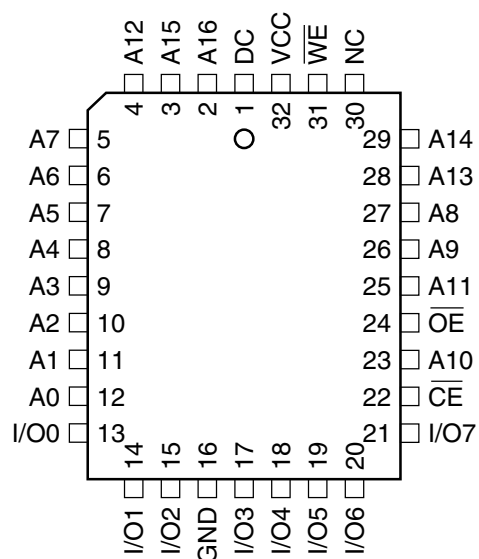 A12 A15 A16 DC VCC W̅E̅ NC
4 3 2 1 32 31 30
A7 5 29 A14
A6 6 28 A13
A5 7 27 A8
A4 8 26 A9
A3 9 25 A11
A2 10 24 O̅E̅
A1 11 23 A10
A0 12 22 C̅E̅
I/O0 13 21 I/O7
14 15 16 17 18 19 20
I/O1 I/O2 GND I/O3 I/O4 I/O5 I/O6